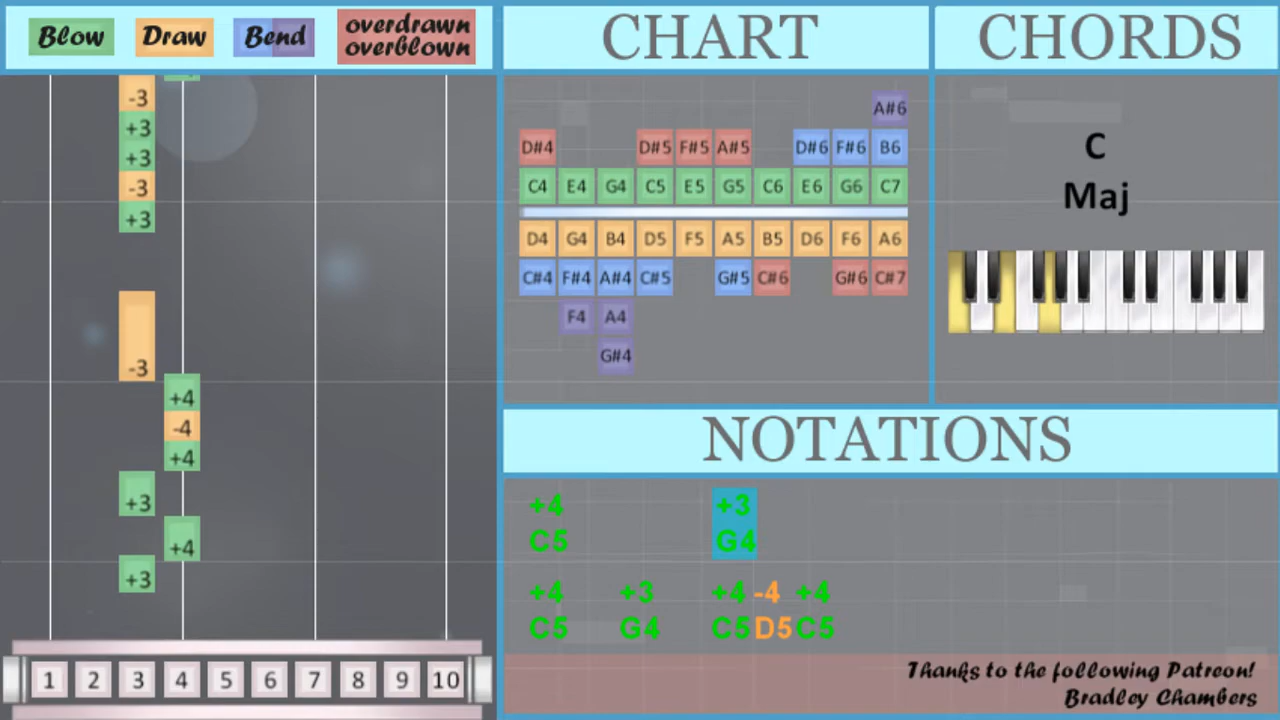 Blow Draw Bend overdrawn
overblown
CHART
CHORDS
-3
+3
+3
-3
+3
-3
+4
-4
+4
+3
+4
+3
1 2 3 4 5 6 7 8 9 10
A#6
D#4 D#5 F#5 A#5 D#6 F#6 B6
C4 E4 G4 C5 E5 G5 C6 E6 G6 C7
D4 G4 B4 D5 F5 A5 B5 D6 F6 A6
C#4 F#4 A#4 C#5 G#5 C#6 G#6 C#7
F4 A4
G#4
C
Maj
NOTATIONS
+4 +3
C5 G4
+4 +3 +4 -4 +4
C5 G4 C5 D5 C5
Thanks to the following Patreon!
Bradley Chambers